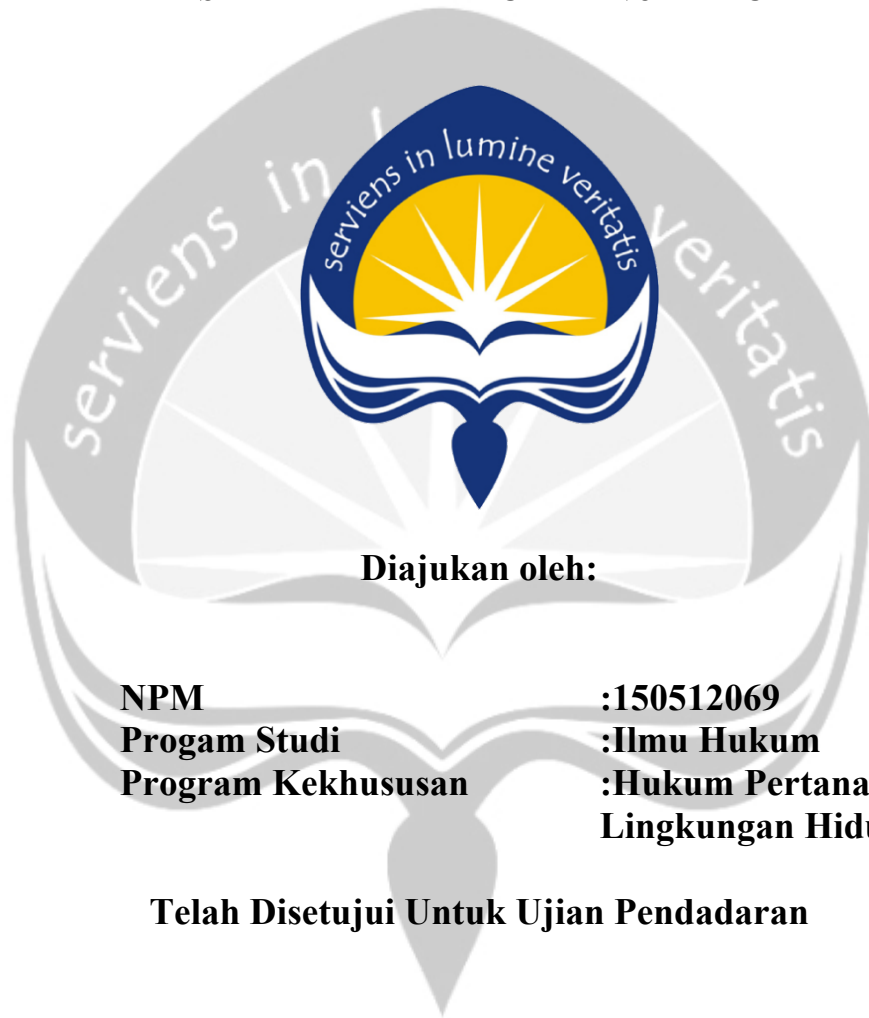 serviens in lumine veritatis
serviens in l veritatis
Diajukan oleh:
NPM :150512069
Progam Studi :Ilmu Hukum
Program Kekhususan :Hukum Pertana
Lingkungan Hidu
Telah Disetujui Untuk Ujian Pendadaran